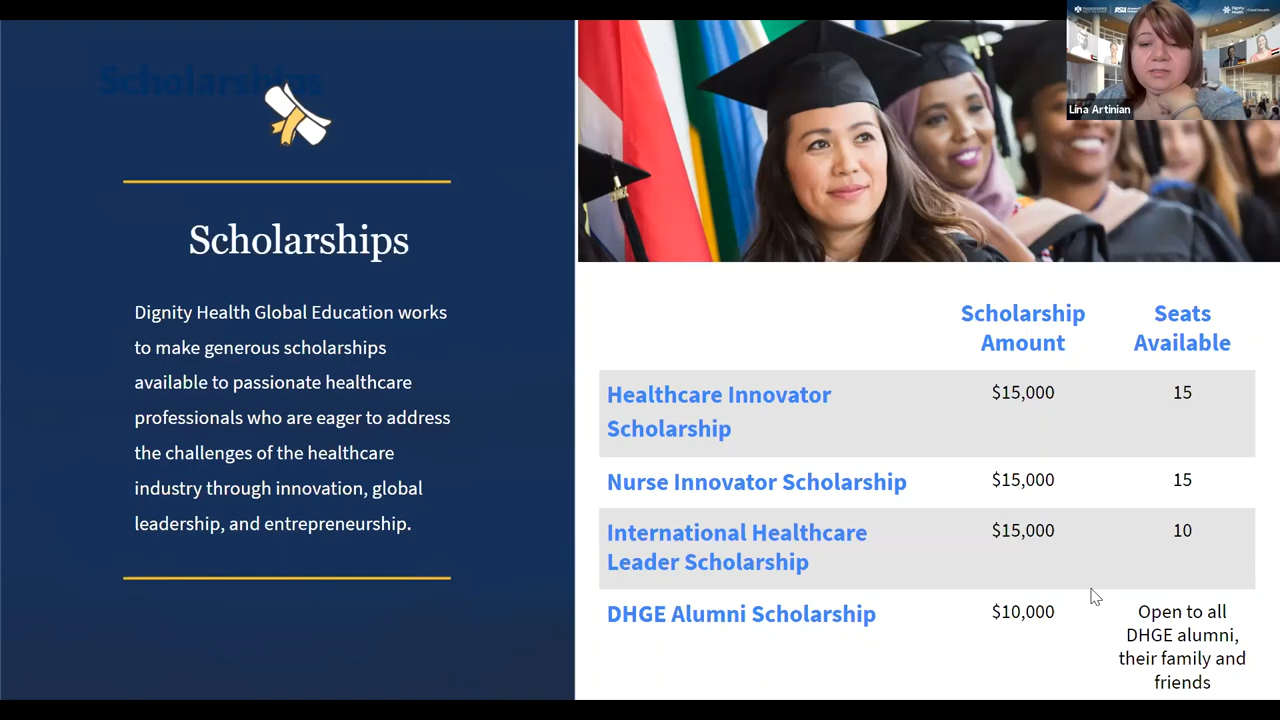 Scholarships
Scholarships
Dignity Health Global Education works
to make generous scholarships
available to passionate healthcare
professionals who are eager to address
the challenges of the healthcare
industry through innovation, global
leadership, and entrepreneurship.
Lina Artinian
Scholarship
Amount
Seats
Available
Healthcare Innovator
Scholarship
$15,000
15
Nurse Innovator Scholarship
$15,000
15
International Healthcare
Leader Scholarship
$15,000
10
DHGE Alumni Scholarship
$10,000
Open to all
DHGE alumni,
their family and
friends